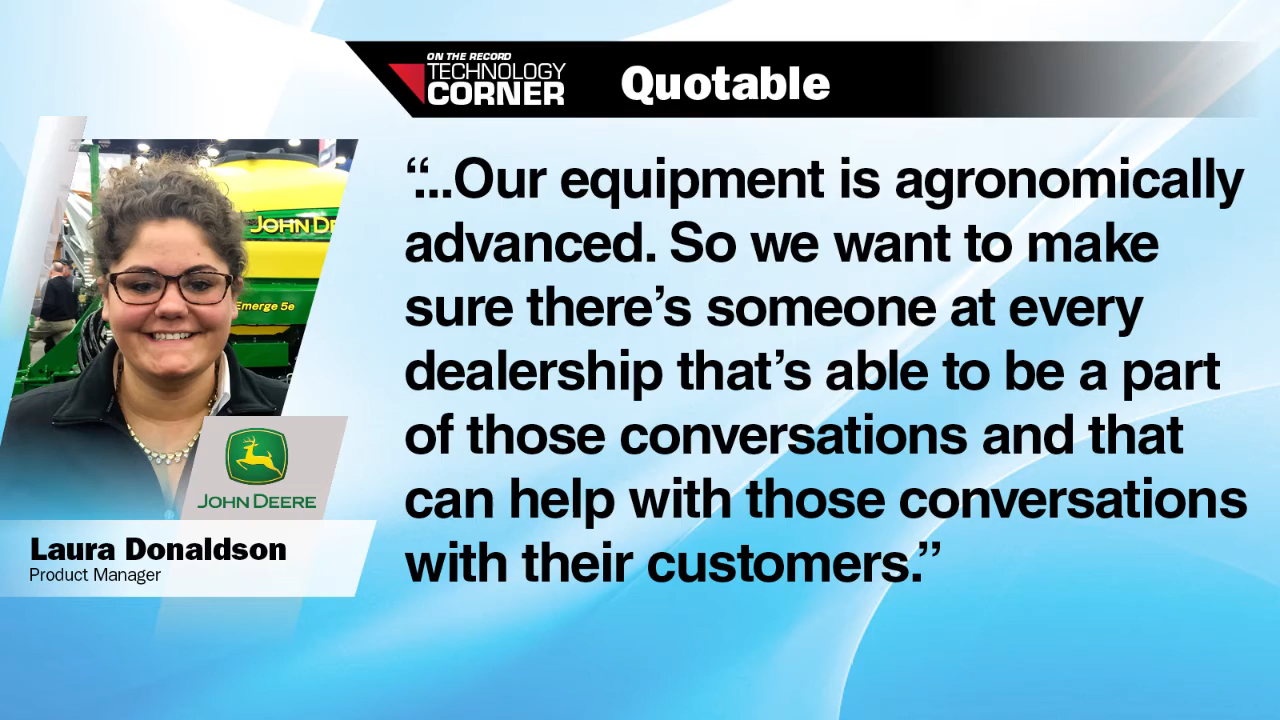 ON THE RECORD
TECHNOLOGY
CORNER
Quotable
“...Our equipment is agronomically
advanced. So we want to make
sure there’s someone at every
dealership that’s able to be a part
of those conversations and that
can help with those conversations
with their customers.”
JOHN DE
Emerge 5e
JOHN DEERE
Laura Donaldson
Product Manager